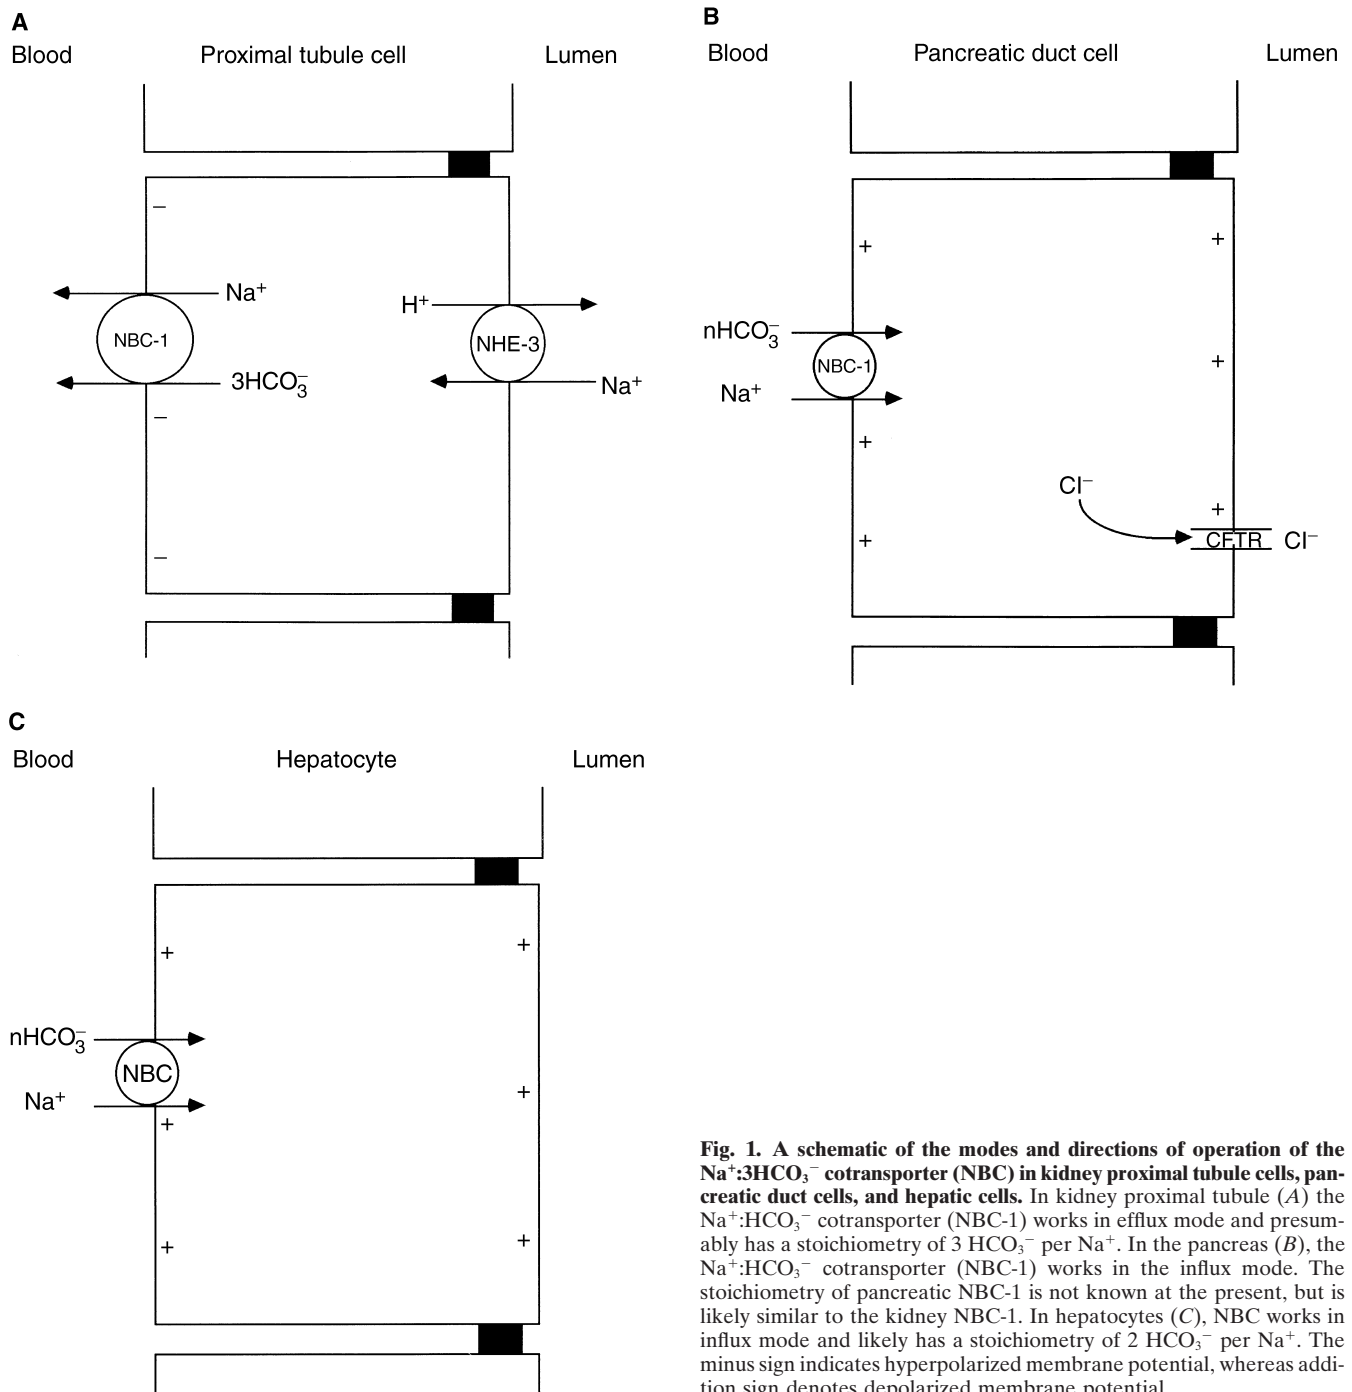 A
Blood Proximal tubule cell Lumen
–
Na⁺
NBC-1
3HCO₃⁻
–
–
H⁺
NHE-3
Na⁺
B
Blood Pancreatic duct cell Lumen
+ +
nHCO₃⁻
NBC-1
Na⁺
+
+
Cl⁻
+
+ CFTR Cl⁻
C
Blood Hepatocyte Lumen
+ +
nHCO₃⁻
NBC
Na⁺
+
+
+ +
Fig. 1. A schematic of the modes and directions of operation of the
Na⁺:3HCO₃⁻ cotransporter (NBC) in kidney proximal tubule cells, pan-
creatic duct cells, and hepatic cells. In kidney proximal tubule (A) the
Na⁺:HCO₃⁻ cotransporter (NBC-1) works in efflux mode and presum-
ably has a stoichiometry of 3 HCO₃⁻ per Na⁺. In the pancreas (B), the
Na⁺:HCO₃⁻ cotransporter (NBC-1) works in the influx mode. The
stoichiometry of pancreatic NBC-1 is not known at the present, but is
likely similar to the kidney NBC-1. In hepatocytes (C), NBC works in
influx mode and likely has a stoichiometry of 2 HCO₃⁻ per Na⁺. The
minus sign indicates hyperpolarized membrane potential, whereas addi-
tion sign denotes depolarized membrane potential.